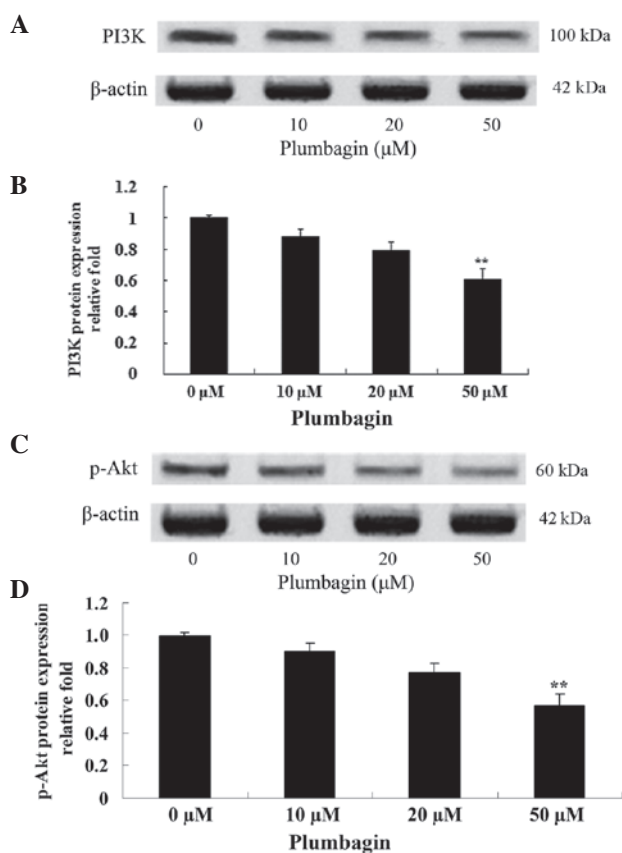 A
PI3K 100 kDa
β-actin 42 kDa
0 10 20 50
Plumbagin (μM)
B
PI3K protein expression
relative fold
1.2
1
0.8
0.6
0.4
0.2
0
**
0 μM 10 μM 20 μM 50 μM
Plumbagin
C
p-Akt 60 kDa
β-actin 42 kDa
0 10 20 50
Plumbagin (μM)
D
p-Akt protein expression
relative fold
1.2
1.0
0.8
0.6
0.4
0.2
0
**
0 μM 10 μM 20 μM 50 μM
Plumbagin